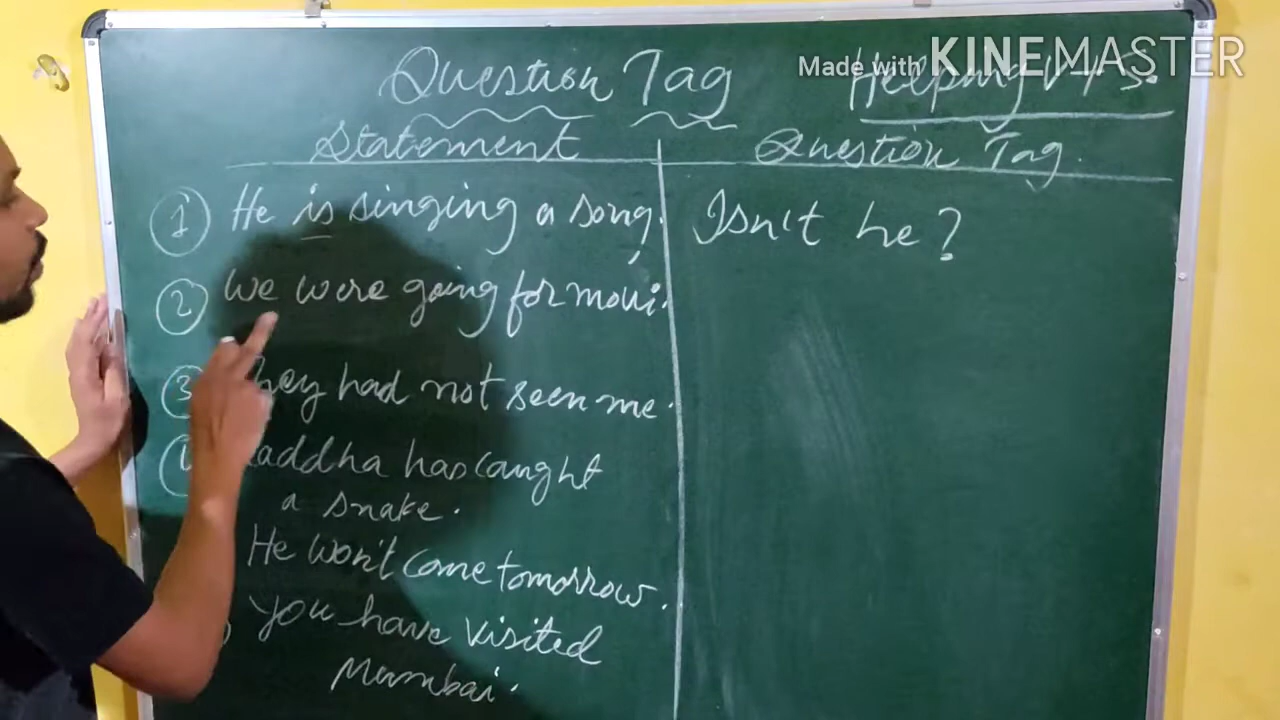 Made with KINEMASTER
Question Tag
Helping V + S.
Statement
Question Tag.
1 He is singing a song. Isn't he?
2 We were going for movi.
3 hey had not seen me.
addha has caught
a snake.
He won't come tomorrow.
You have visited
Mumbai.